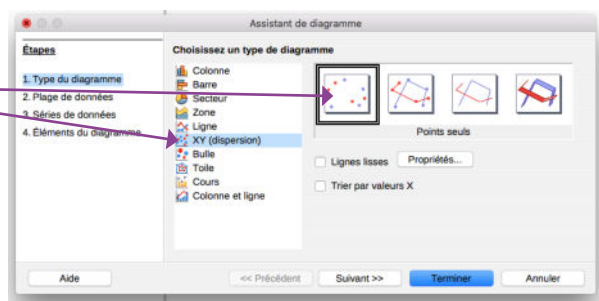 Assistant de diagramme
Étapes
1. Type du diagramme
2. Plage de données
3. Séries de données
4. Éléments du diagramme
Choisissez un type de diagramme
Colonne
Barre
Secteur
Zone
Ligne
XY (dispersion)
Bulle
Toile
Cours
Colonne et ligne
Points seuls
Lignes lisses
Propriétés...
Trier par valeurs X
Aide
<< Précédent
Suivant >>
Terminer
Annuler